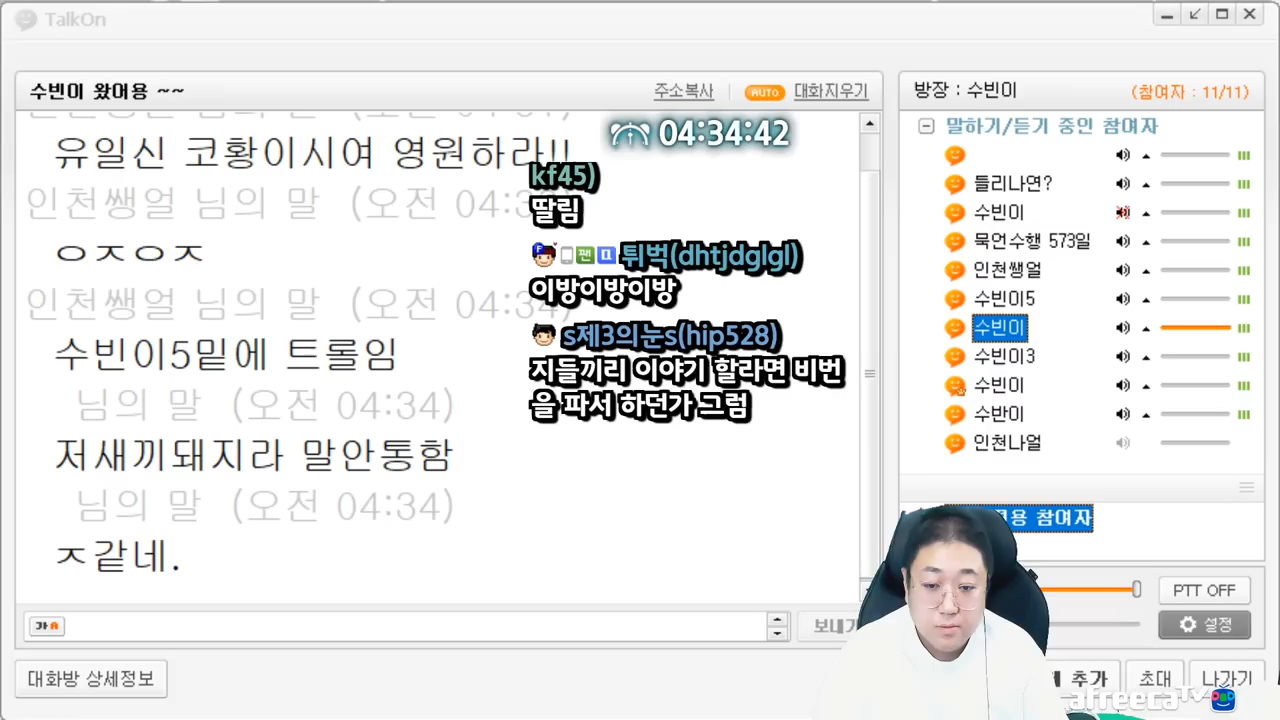 TalkOn
수빈이 왔어용 ~~
주소복사
AUTO
대화지우기
유일신 코황이시여 영원하라!!
인천쌩얼 님의 말 (오전 04:33)
ㅇㅈㅇㅈ
인천쌩얼 님의 말 (오전 04:34)
수빈이5밑에 트롤임
님의 말 (오전 04:34)
저새끼돼지라 말안통함
님의 말 (오전 04:34)
ㅈ같네.
04:34:42
kf45)
딸림
튀벅(dhtjdglgl)
이방이방이방
s제3의눈s(hip528)
지들끼리 이야기 할라면 비번
을 파서 하던가 그럼
가
보내기
대화방 상세정보
방장 : 수빈이
(참여자 : 11/11)
말하기/듣기 중인 참여자
들리나연?
수빈이
묵언수행 573일
인천쌩얼
수빈이5
수빈이
수빈이3
수빈이
수반이
인천나얼
용 참여자
PTT OFF
설정
추가
초대
나가기
afreecaTV